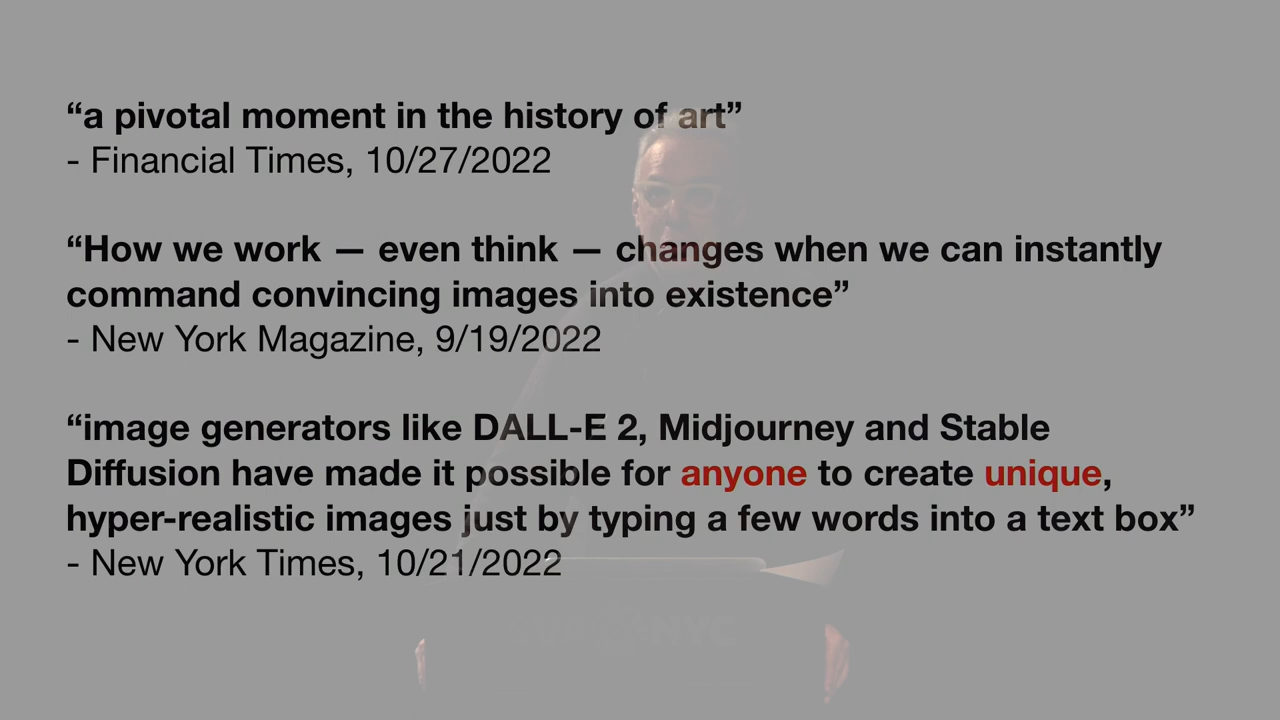 “a pivotal moment in the history of art”
- Financial Times, 10/27/2022
“How we work — even think — changes when we can instantly
command convincing images into existence”
- New York Magazine, 9/19/2022
“image generators like DALL-E 2, Midjourney and Stable
Diffusion have made it possible for anyone to create unique,
hyper-realistic images just by typing a few words into a text box”
- New York Times, 10/21/2022
SVA NYC